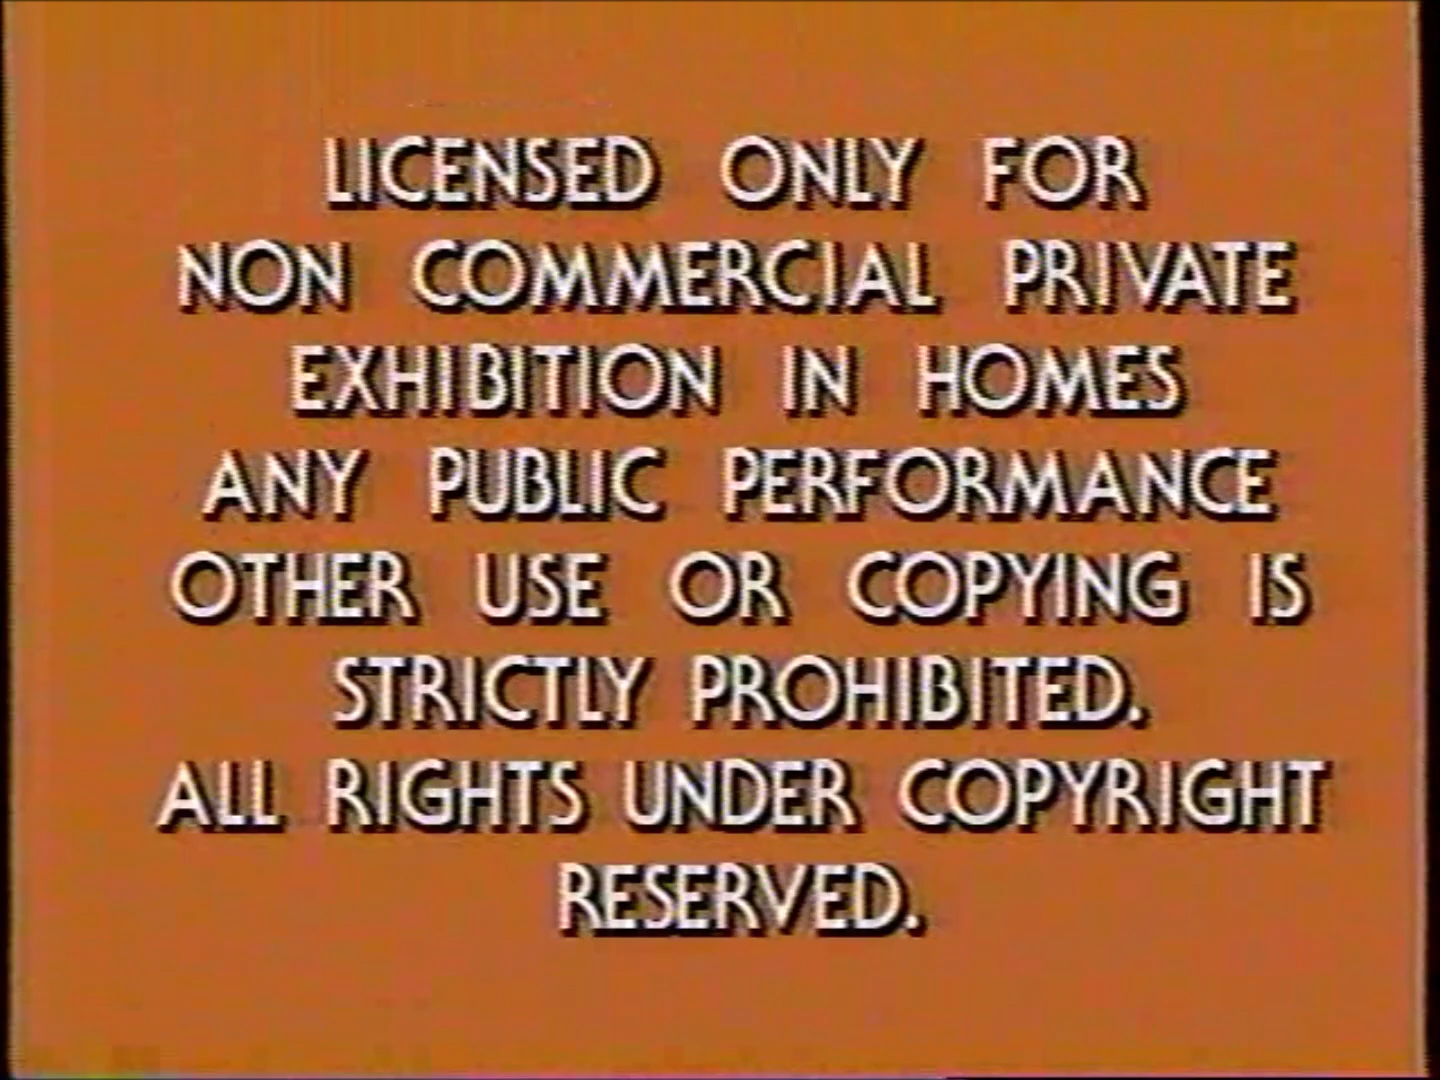 LICENSED ONLY FOR
NON COMMERCIAL PRIVATE
EXHIBITION IN HOMES
ANY PUBLIC PERFORMANCE
OTHER USE OR COPYING IS
STRICTLY PROHIBITED.
ALL RIGHTS UNDER COPYRIGHT
RESERVED.